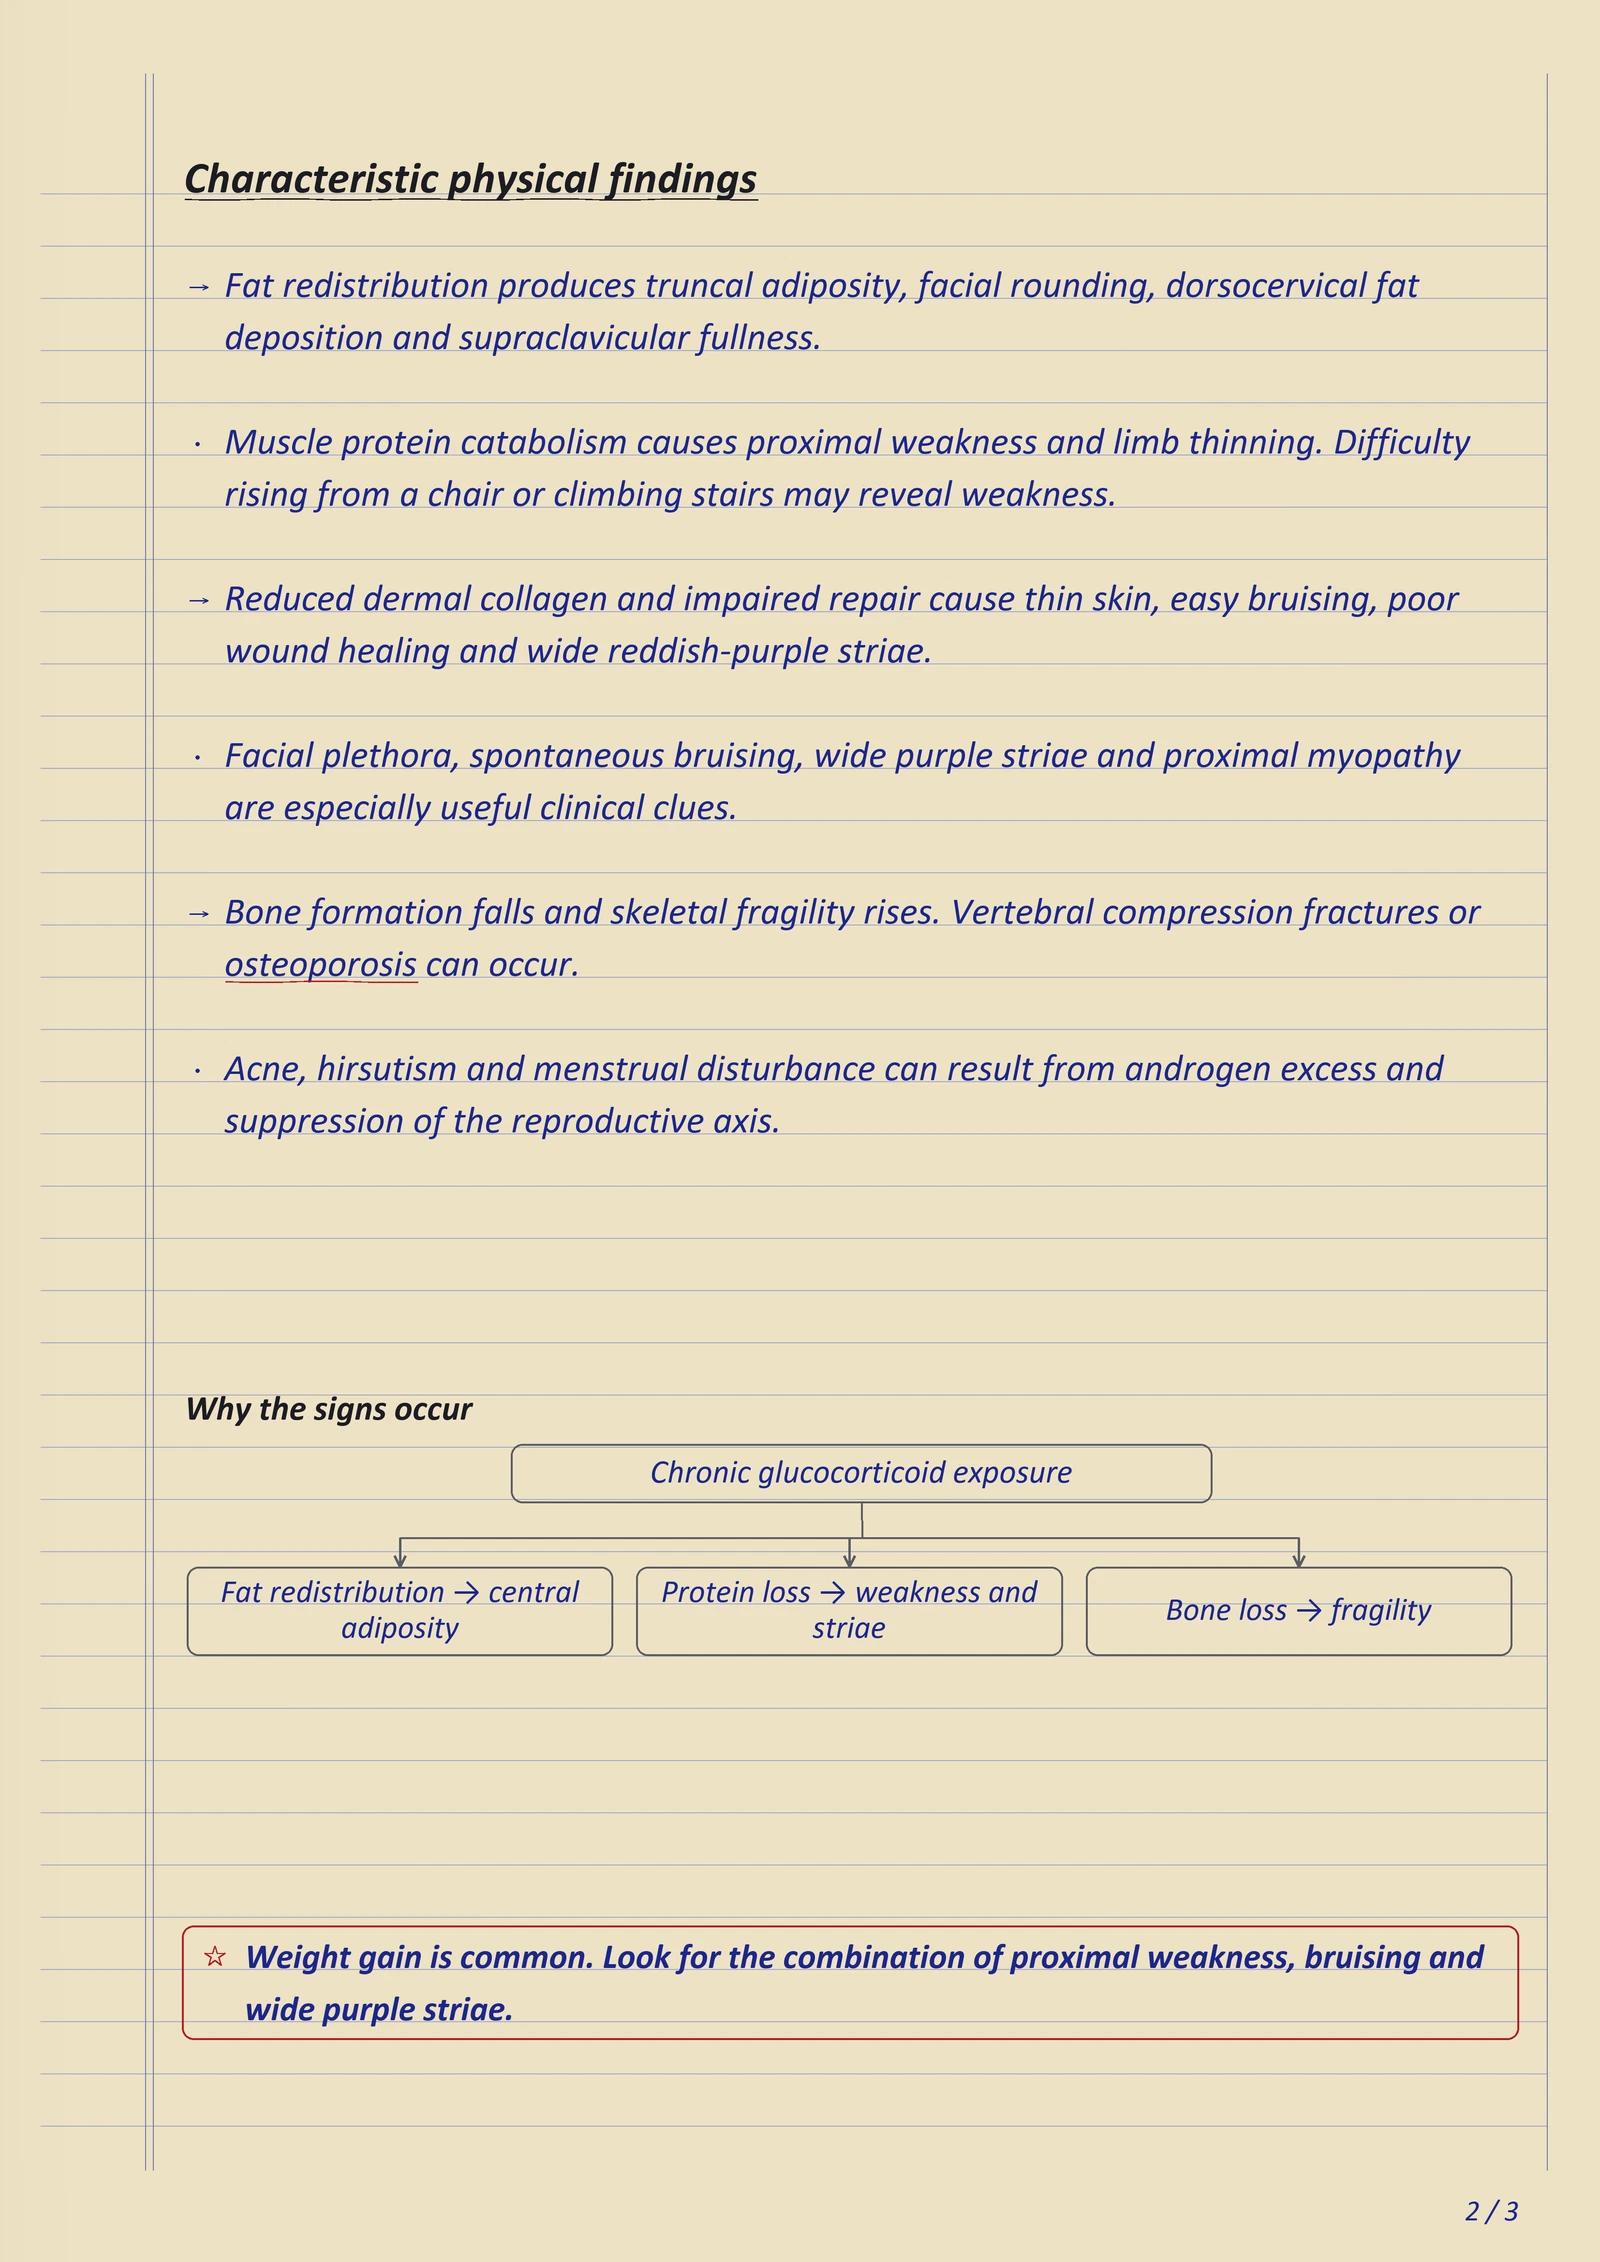 Characteristic physical findings
→ Fat redistribution produces truncal adiposity, facial rounding, dorsocervical fat
deposition and supraclavicular fullness.
· Muscle protein catabolism causes proximal weakness and limb thinning. Difficulty
rising from a chair or climbing stairs may reveal weakness.
→ Reduced dermal collagen and impaired repair cause thin skin, easy bruising, poor
wound healing and wide reddish-purple striae.
· Facial plethora, spontaneous bruising, wide purple striae and proximal myopathy
are especially useful clinical clues.
→ Bone formation falls and skeletal fragility rises. Vertebral compression fractures or
osteoporosis can occur.
· Acne, hirsutism and menstrual disturbance can result from androgen excess and
suppression of the reproductive axis.
Why the signs occur
Chronic glucocorticoid exposure
Fat redistribution → central
adiposity
Protein loss → weakness and
striae
Bone loss → fragility
☆ Weight gain is common. Look for the combination of proximal weakness, bruising and
wide purple striae.
2 / 3